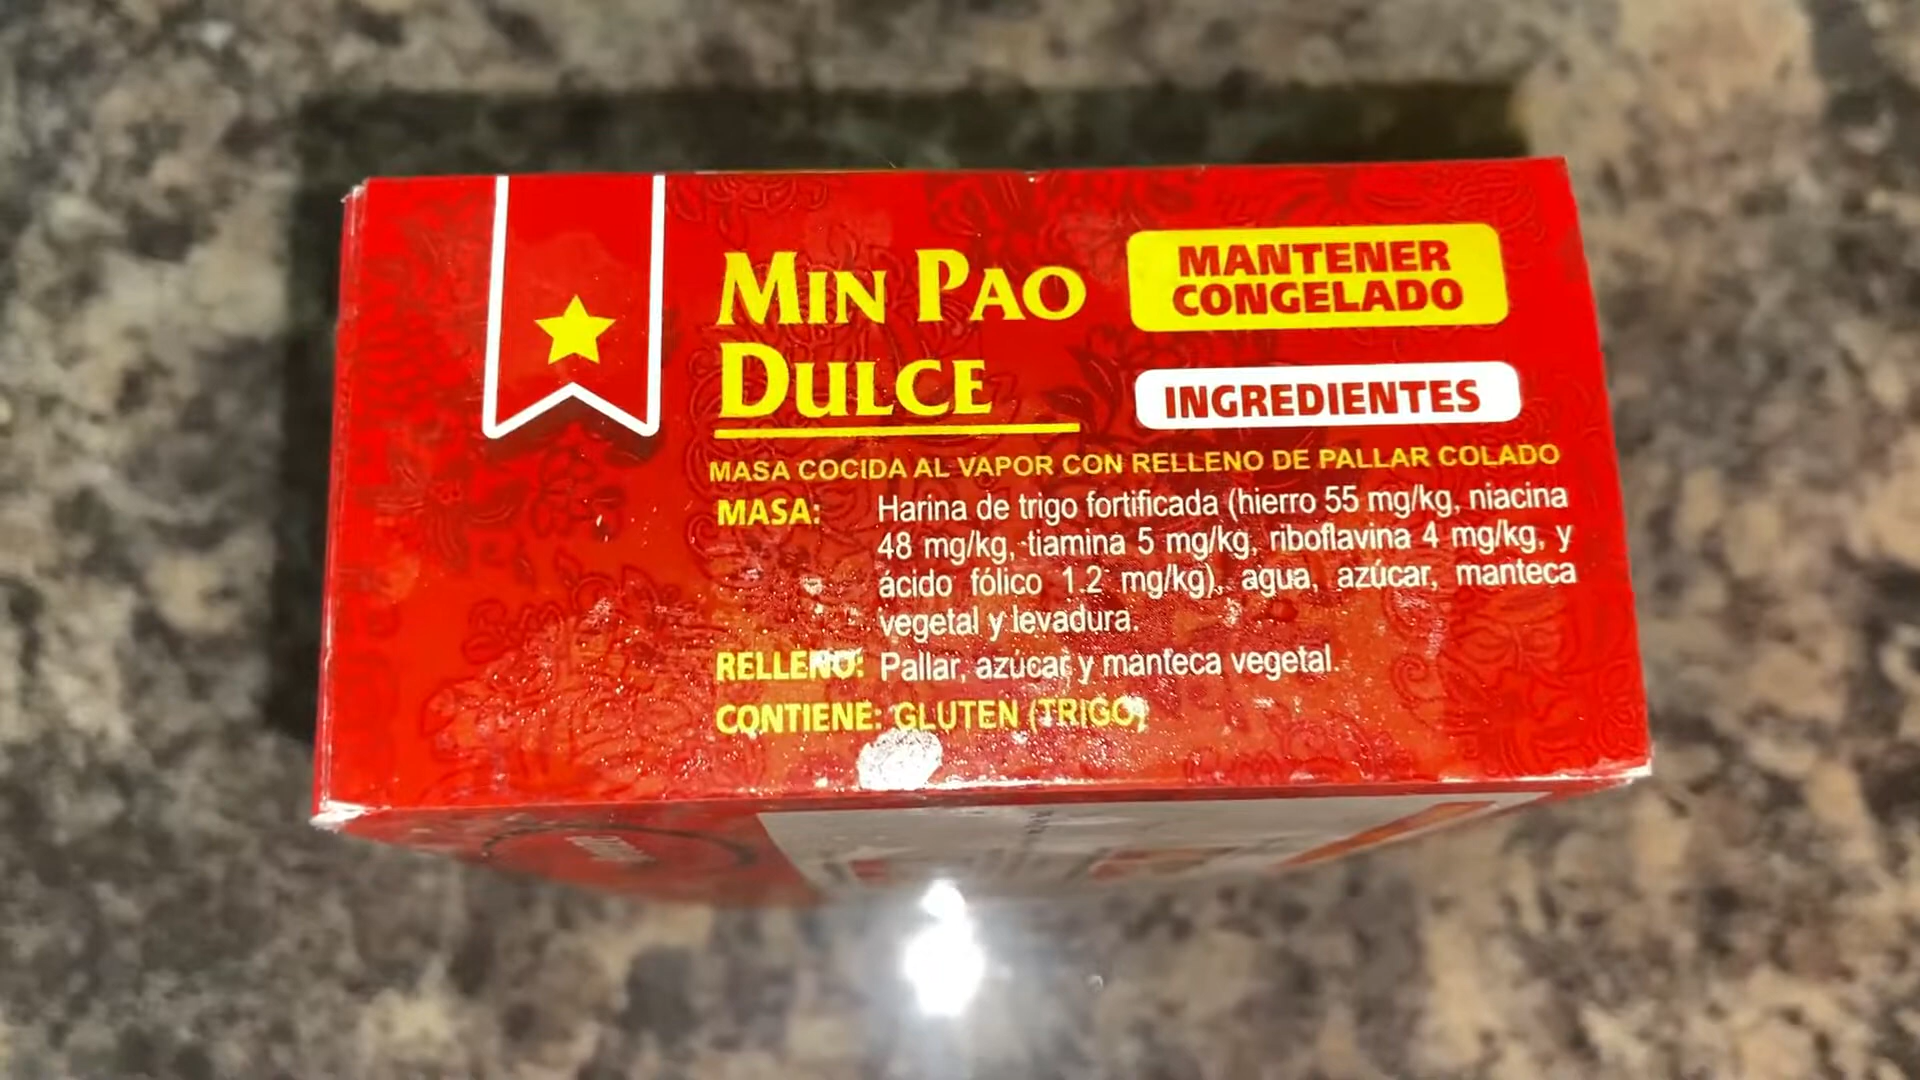 MIN PAO
DULCE
MANTENER
CONGELADO
INGREDIENTES
MASA COCIDA AL VAPOR CON RELLENO DE PALLAR COLADO
MASA: Harina de trigo fortificada (hierro 55 mg/kg, niacina
48 mg/kg, tiamina 5 mg/kg, riboflavina 4 mg/kg, y
ácido fólico 1.2 mg/kg), agua, azúcar, manteca
vegetal y levadura.
RELLENO: Pallar, azúcar y manteca vegetal.
CONTIENE: GLUTEN (TRIGO)